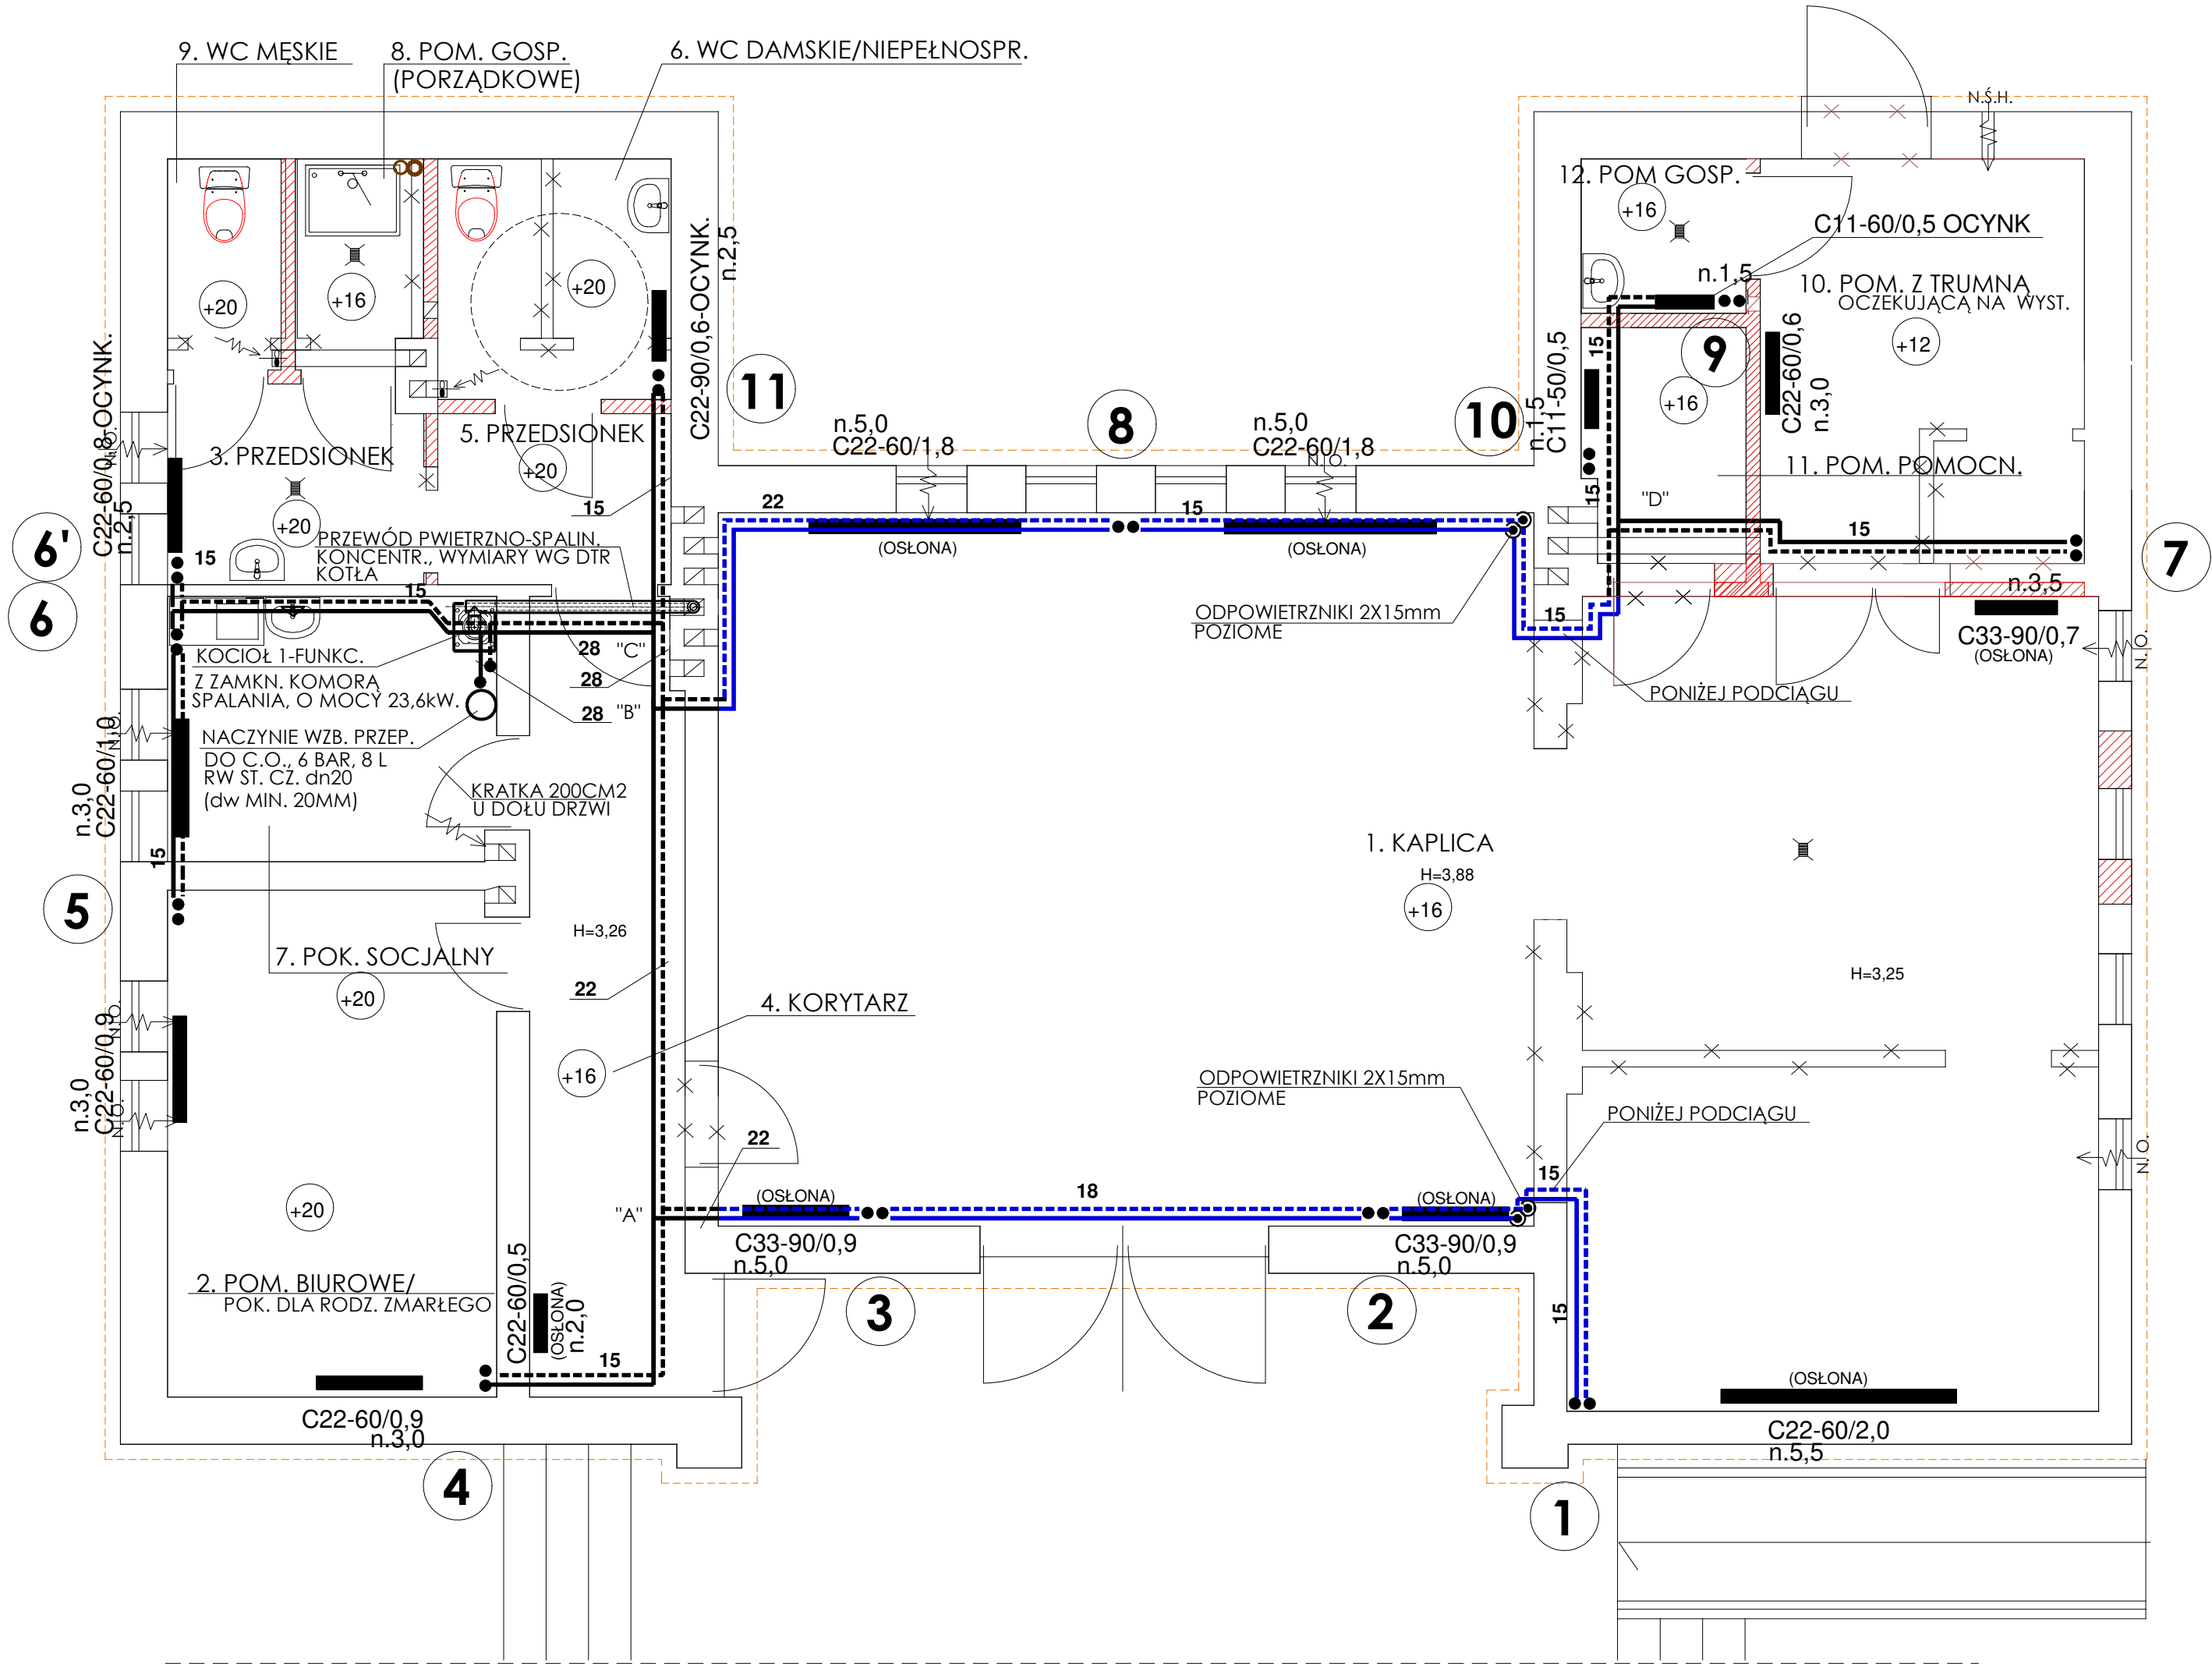 9. WC MĘSKIE
8. POM. GOSP.
(PORZĄDKOWE)
6. WC DAMSKIE/NIEPEŁNOSPR.
N.Ś.H.
12. POM GOSP.
+16
C11-60/0,5 OCYNK
n.1,5
10. POM. Z TRUMNĄ
OCZEKUJĄCĄ NA WYST.
+12
+20
+16
+20
C22-90/0,6-OCYNK.
n.2,5
11
n.5,0
C22-60/1,8
8
n.5,0
C22-60/1,8
N.O.
10
n.1,5
C11-50/0,5
15
9
+16
C22-60/0,6
n.3,0
11. POM. POMOCN.
C22-60/0,8-OCYNK.
n.2,5
N.O.
3. PRZEDSIONEK
+20
5. PRZEDSIONEK
+20
15
22
15
15
"D"
15
(OSŁONA)
(OSŁONA)
6'
6
15
PRZEWÓD PWIETRZNO-SPALIN.
KONCENTR., WYMIARY WG DTR
KOTŁA
15
7
n.3,5
C33-90/0,7
(OSŁONA)
N.O.
ODPOWIETRZNIKI 2X15mm
POZIOME
15
PONIŻEJ PODCIĄGU
KOCIOŁ 1-FUNKC.
Z ZAMKN. KOMORĄ
SPALANIA, O MOCY 23,6kW.
28 "C"
28
28 "B"
NACZYNIE WZB. PRZEP.
DO C.O., 6 BAR, 8 L
RW ST. CZ. dn20
(dw MIN. 20MM)
KRATKA 200CM2
U DOŁU DRZWI
n.3,0
C22-60/1,0
N.O.
15
5
1. KAPLICA
H=3,88
+16
H=3,26
H=3,25
7. POK. SOCJALNY
+20
22
4. KORYTARZ
+16
n.3,0
C22-60/0,9
N.O.
N.O.
ODPOWIETRZNIKI 2X15mm
POZIOME
PONIŻEJ PODCIĄGU
N.O.
22
15
+20
"A"
(OSŁONA)
18
(OSŁONA)
C33-90/0,9
n.5,0
C33-90/0,9
n.5,0
2. POM. BIUROWE/
POK. DLA RODZ. ZMARŁEGO
C22-60/0,5
(OSŁONA)
n.2,0
15
3
2
15
(OSŁONA)
C22-60/0,9
n.3,0
C22-60/2,0
n.5,5
4
1